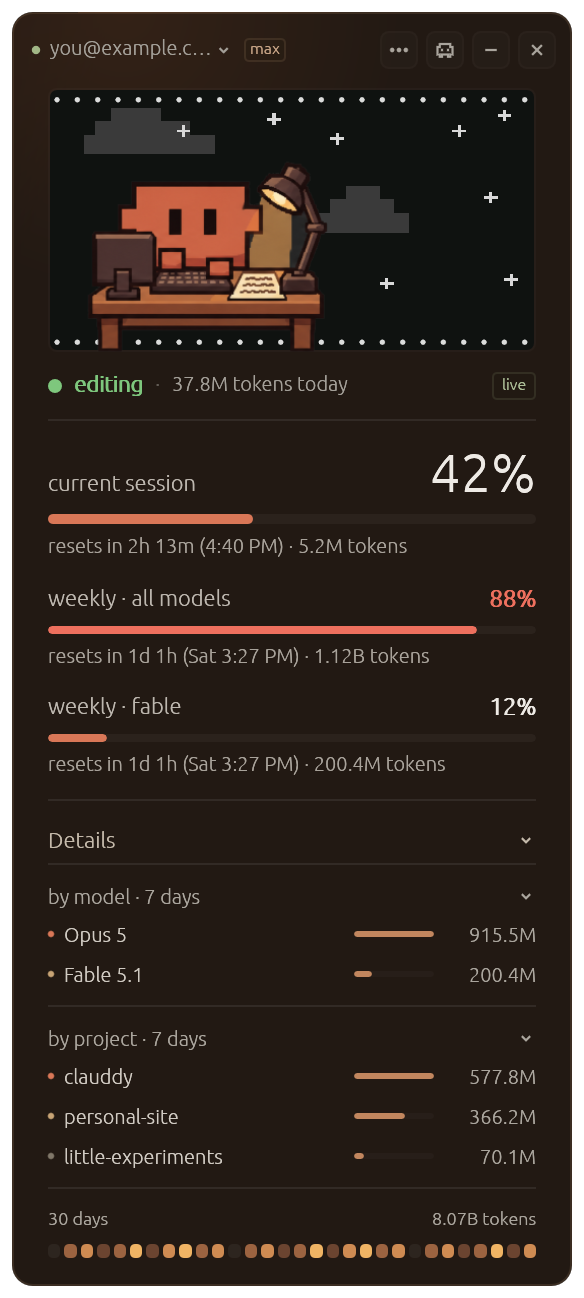 you@example.c... max
editing · 37.8M tokens today live
current session 42%
resets in 2h 13m (4:40 PM) · 5.2M tokens
weekly · all models 88%
resets in 1d 1h (Sat 3:27 PM) · 1.12B tokens
weekly · fable 12%
resets in 1d 1h (Sat 3:27 PM) · 200.4M tokens
Details
by model · 7 days
Opus 5 915.5M
Fable 5.1 200.4M
by project · 7 days
clauddy 577.8M
personal-site 366.2M
little-experiments 70.1M
30 days 8.07B tokens